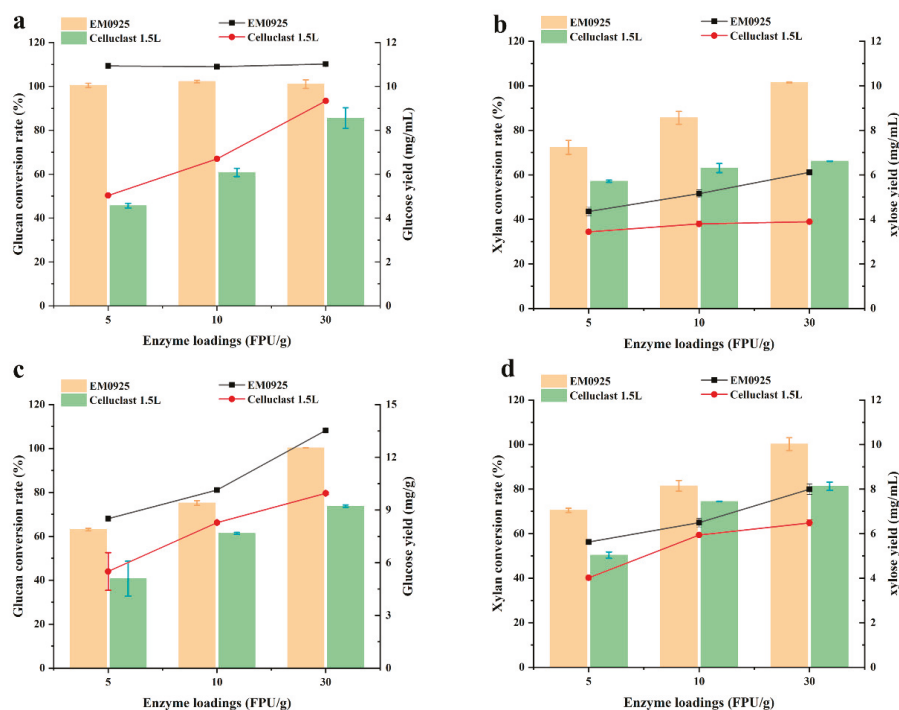 a
EM0925
Celluclast 1.5L
EM0925
Celluclast 1.5L
120
100
80
60
40
20
0
Glucan conversion rate (%)
12
10
8
6
4
2
0
Glucose yield (mg/mL)
5
10
30
Enzyme loadings (FPU/g)
b
EM0925
Celluclast 1.5L
EM0925
Celluclast 1.5L
120
100
80
60
40
20
0
Xylan conversion rate (%)
12
10
8
6
4
2
0
xylose yield (mg/mL)
5
10
30
Enzyme loadings (FPU/g)
c
EM0925
Celluclast 1.5L
EM0925
Celluclast 1.5L
120
100
80
60
40
20
0
Glucan conversion rate (%)
15
12
9
6
3
0
Glucose yield (mg/g)
5
10
30
Enzyme loadings (FPU/g)
d
EM0925
Celluclast 1.5L
EM0925
Celluclast 1.5L
120
100
80
60
40
20
0
Xylan conversion rate (%)
12
10
8
6
4
2
0
xylose yield (mg/mL)
5
10
30
Enzyme loadings (FPU/g)